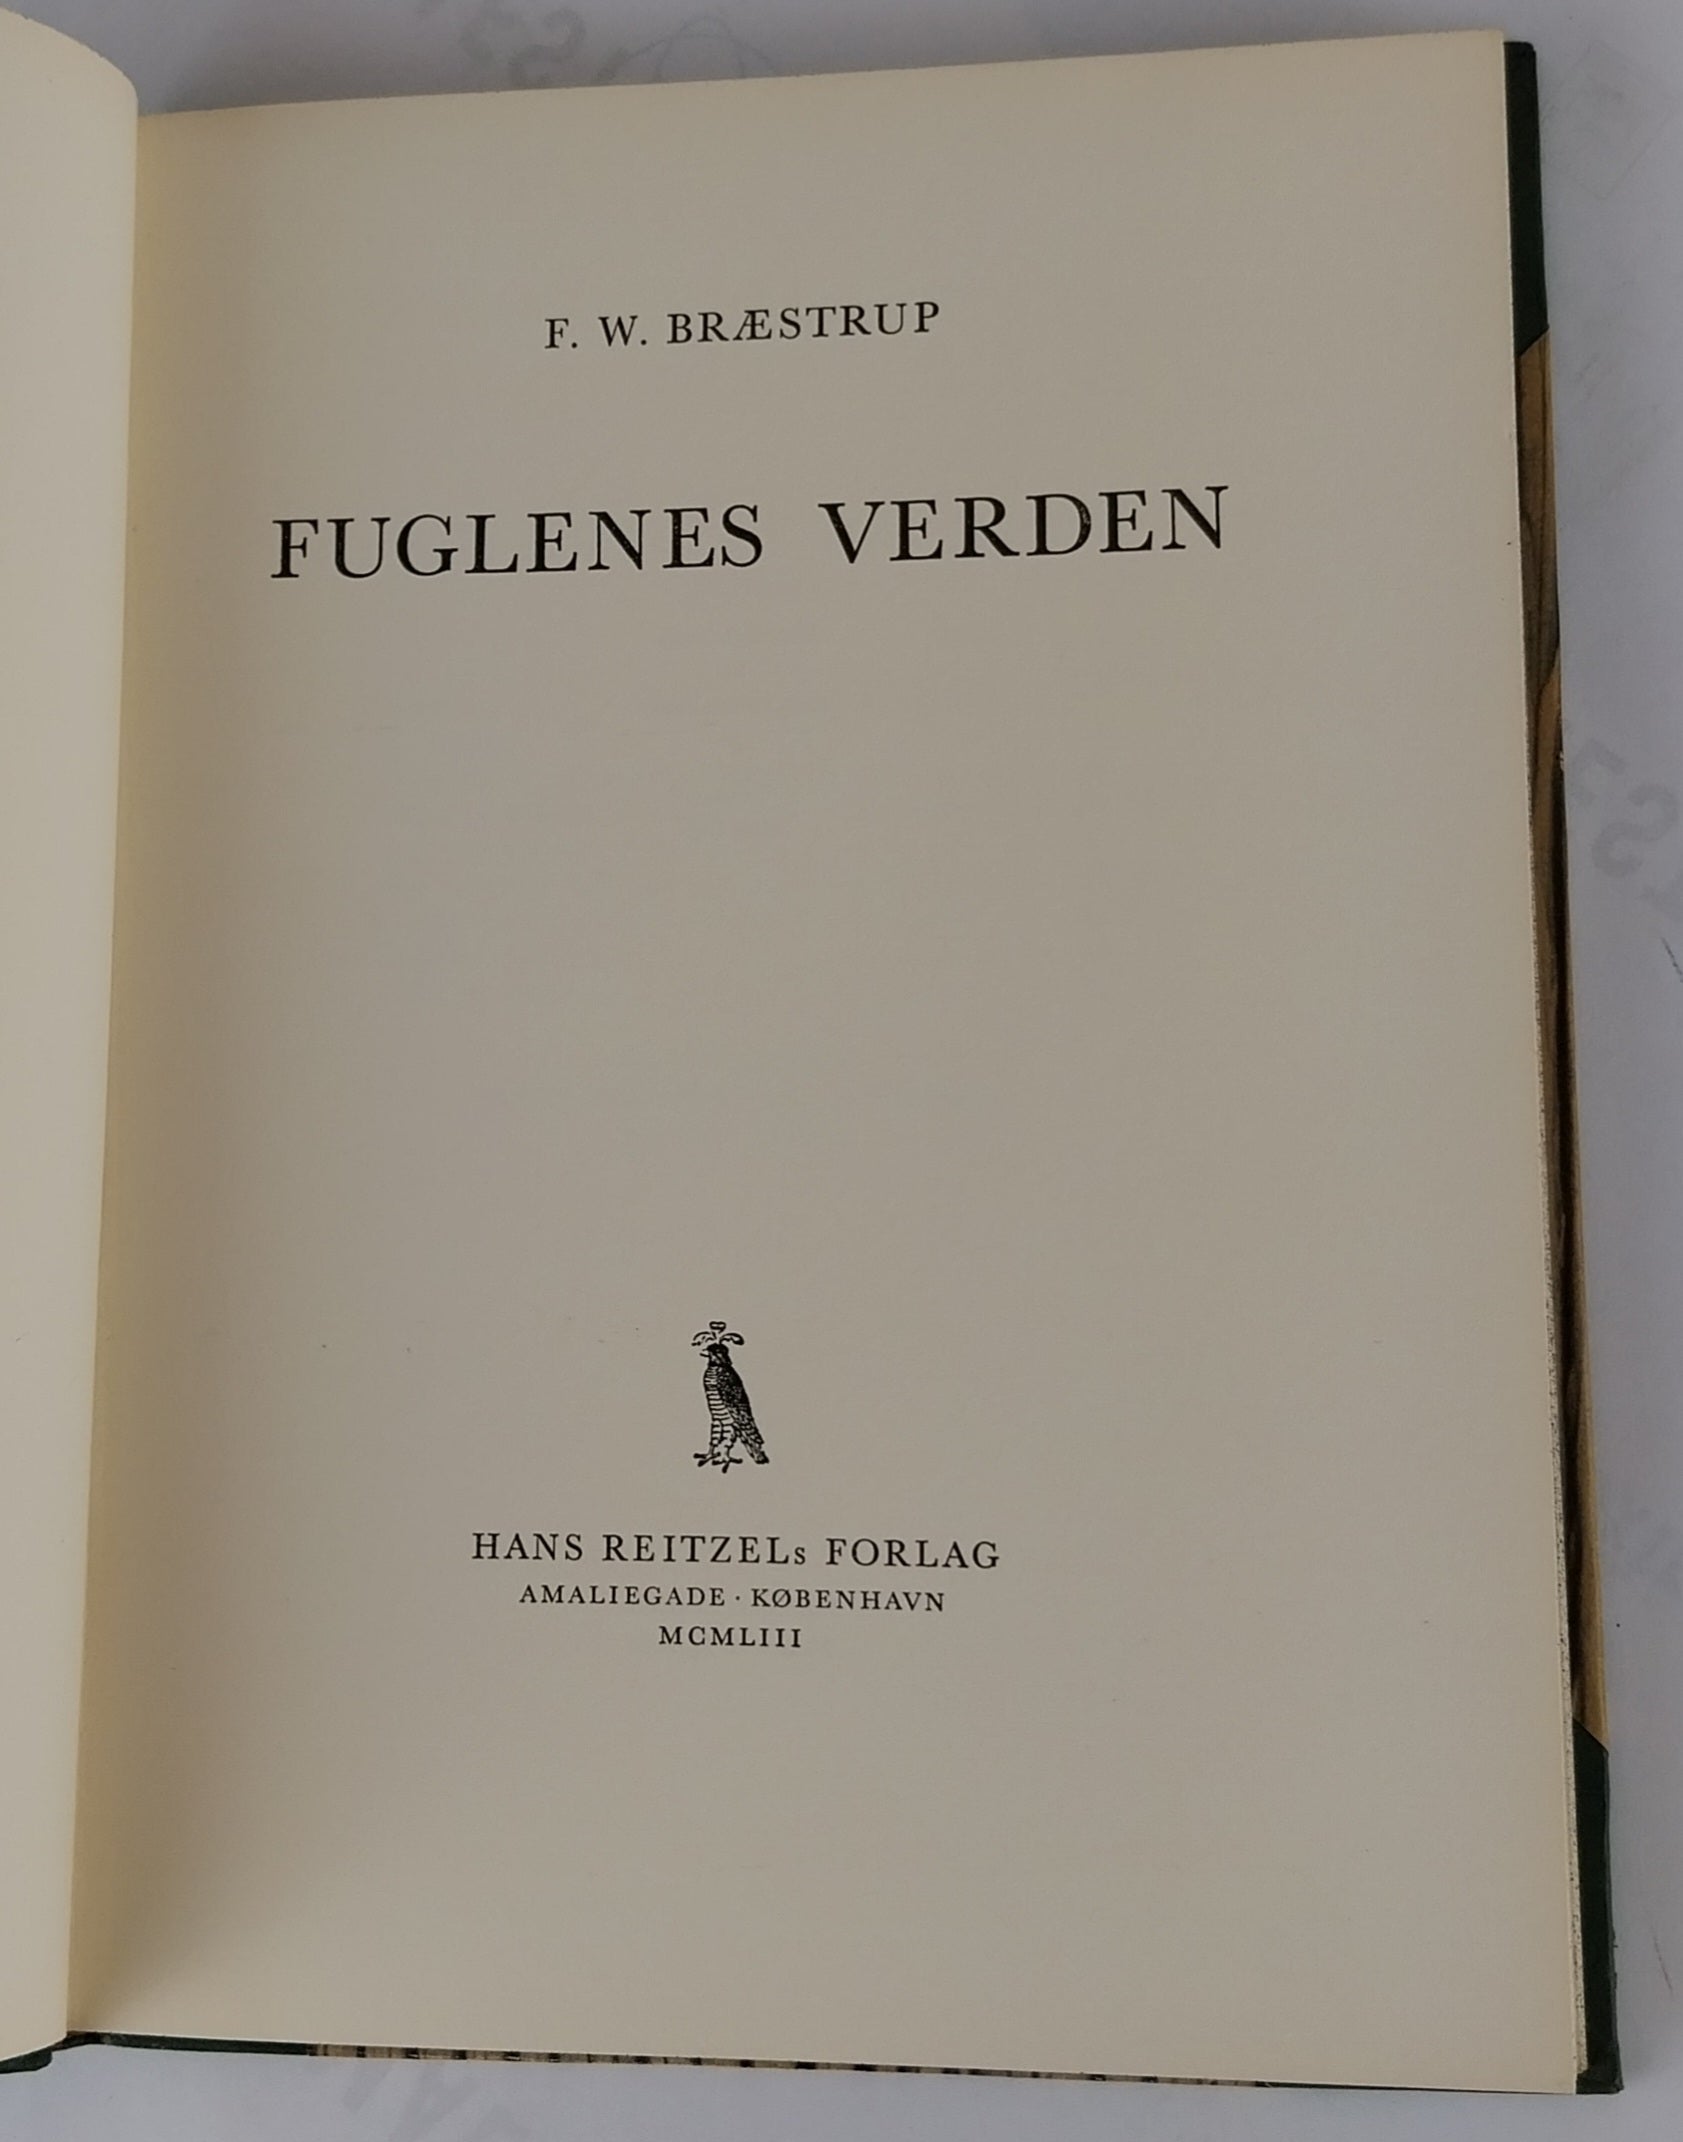 F. W. BRÆSTRUP
FUGLENES VERDEN
HANS REITZELs FORLAG
AMALIEGADE · KØBENHAVN
MCMLIII